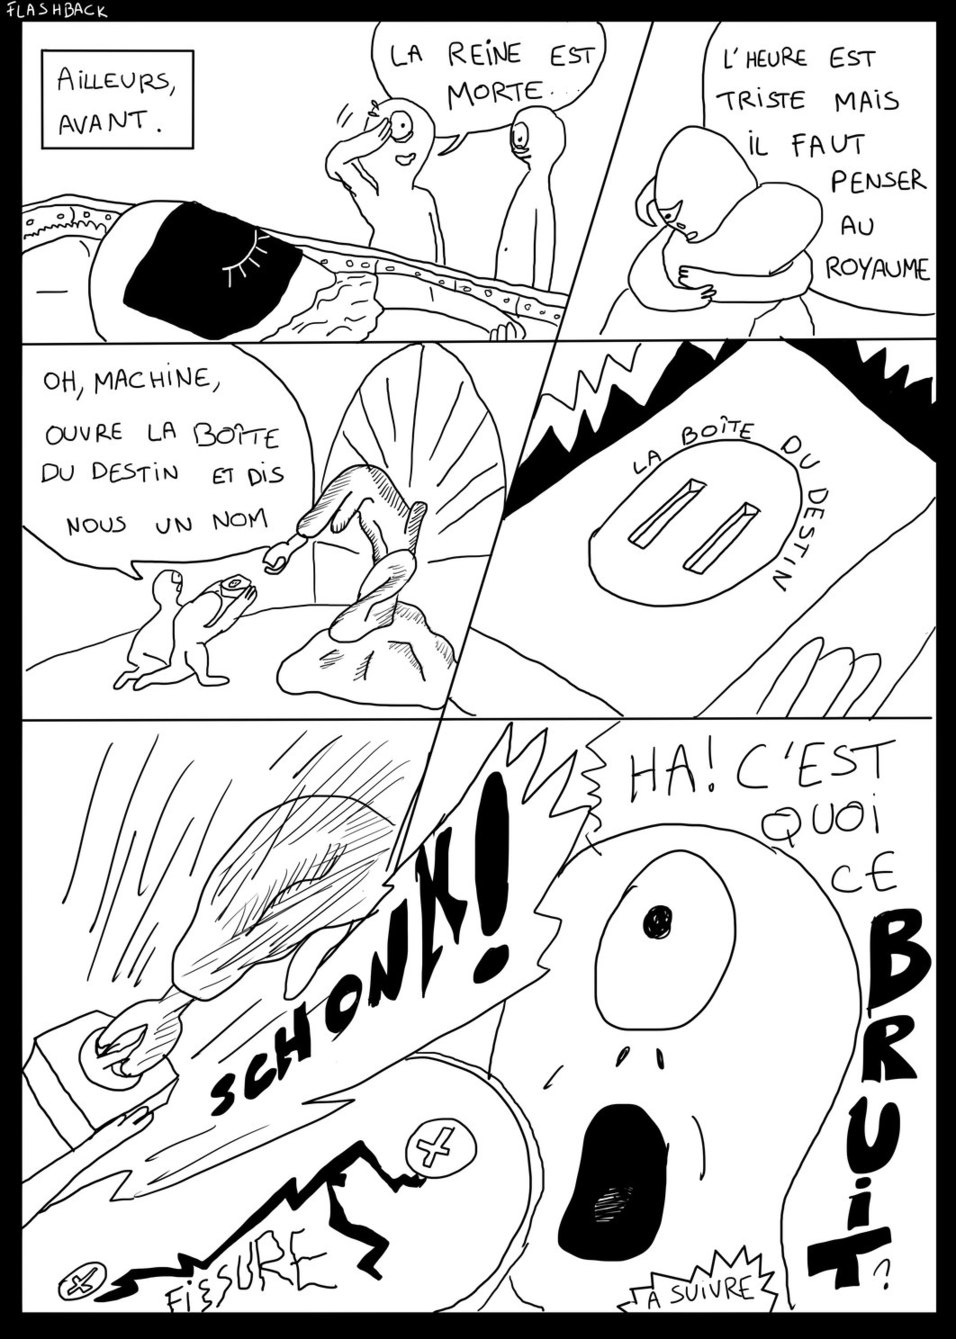 FLASHBACK
AiLLEURS,
AVANT.
LA REiNE EST
MORTE...
L'HEURE EST
TRiSTE MAiS
iL FAUT
PENSER
AU
ROYAUME
OH, MACHiNE,
OUVRE LA BOÎTE
DU DESTiN ET DiS
NOUS UN NOM
LA BOÎTE DU DESTiN
SCHONK!
FiSSURE
HA! C'EST
QUOi
CE
BRUiT?
A SUiVRE